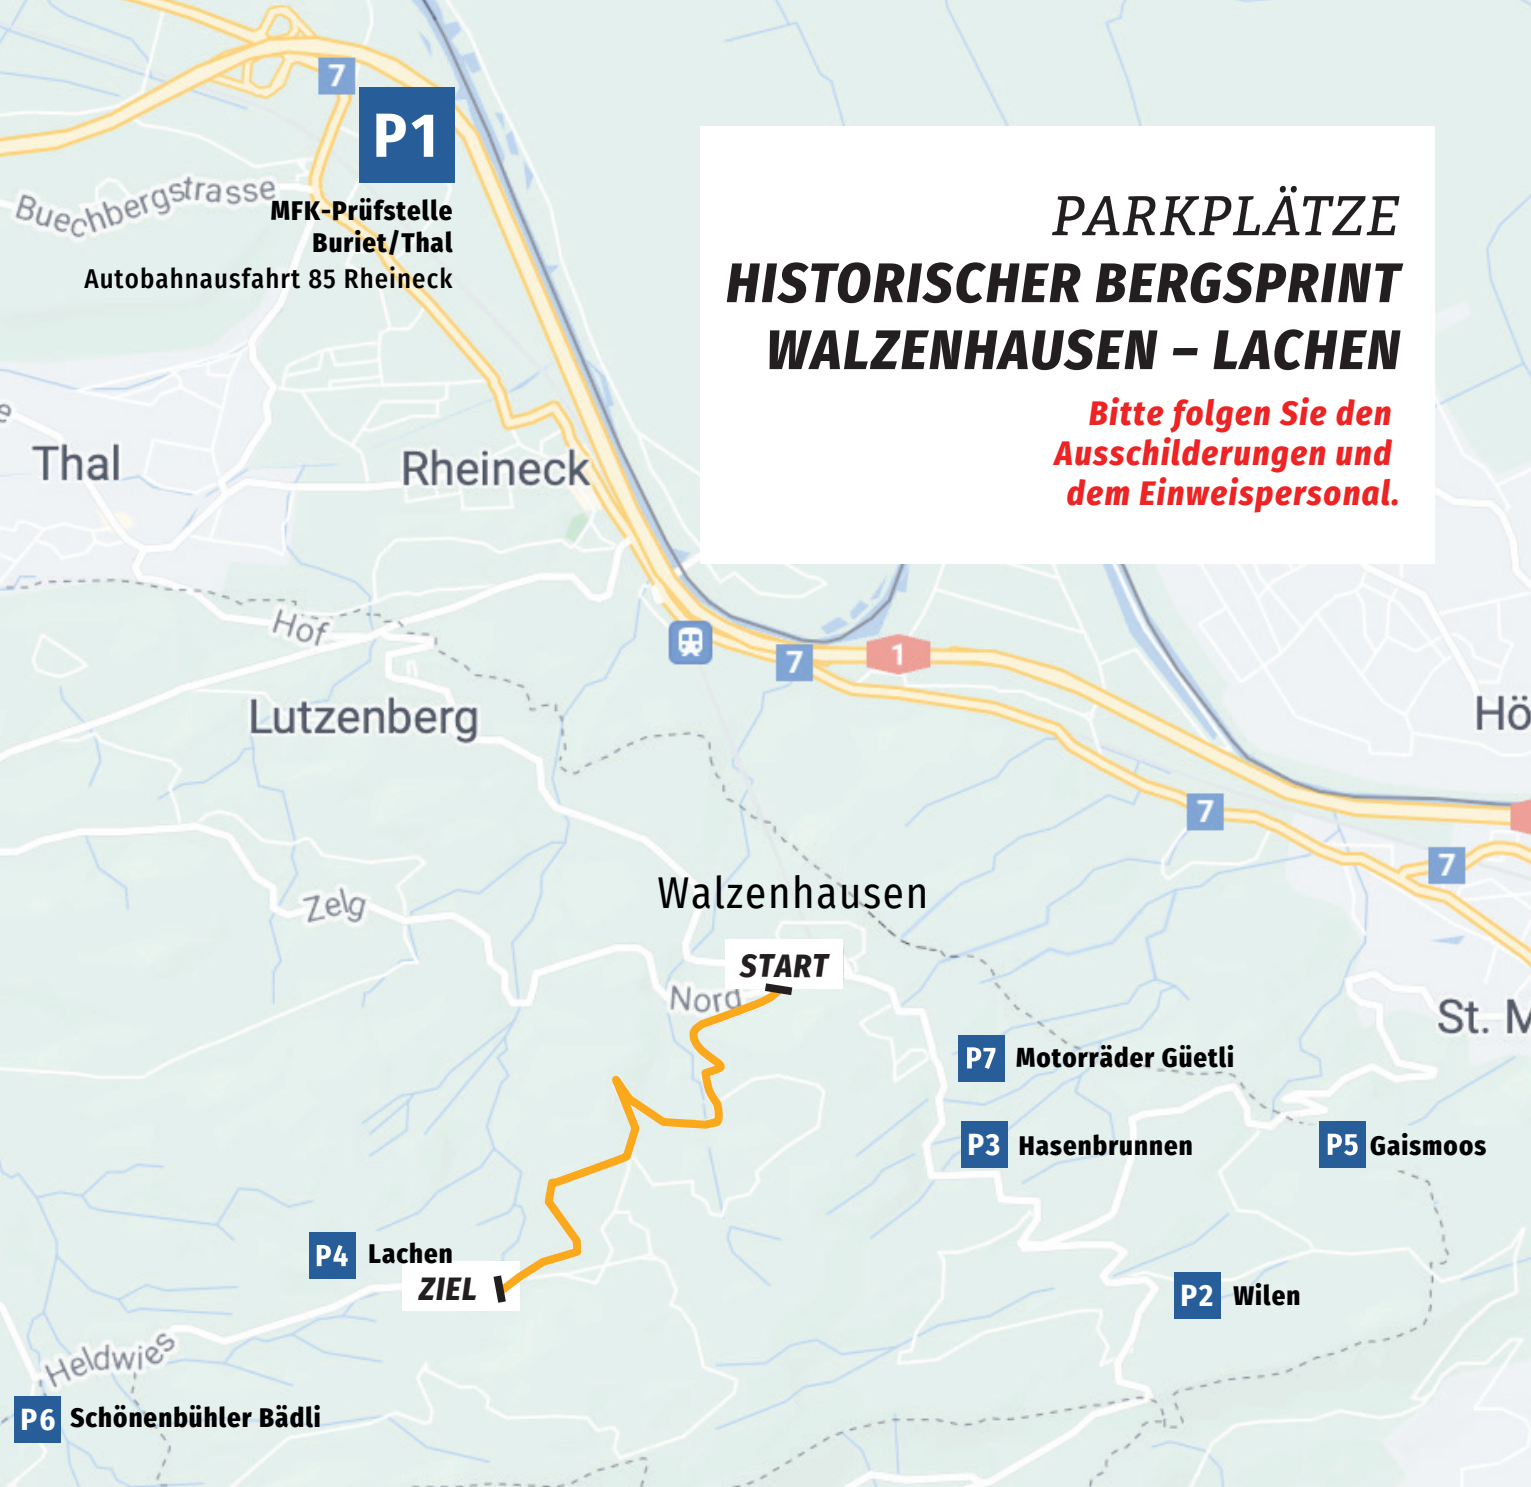 7
P1
Buechbergstrasse
MFK-Prüfstelle
Buriet/Thal
Autobahnausfahrt 85 Rheineck
PARKPLÄTZE
HISTORISCHER BERGSPRINT
WALZENHAUSEN – LACHEN
Bitte folgen Sie den
Ausschilderungen und
dem Einweispersonal.
e
Thal
Rheineck
Hof
7
1
Lutzenberg
Hö
7
7
Walzenhausen
Zelg
START
Nord
St. M
P7 Motorräder Güetli
P3 Hasenbrunnen
P5 Gaismoos
P4 Lachen
ZIEL
P2 Wilen
Heldwies
P6 Schönenbühler Bädli